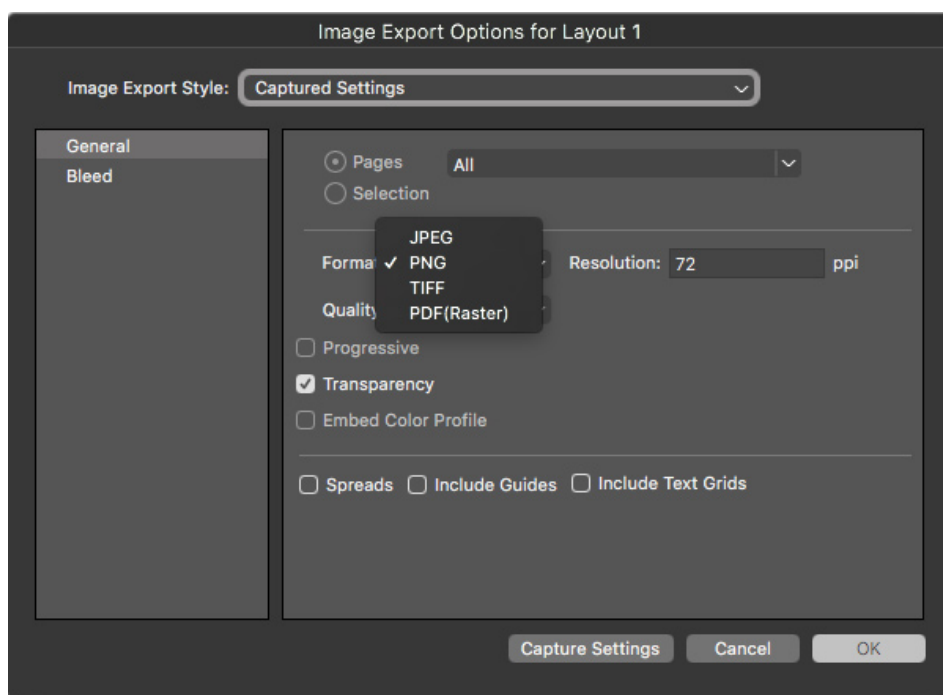 Image Export Options for Layout 1
Image Export Style: Captured Settings
General
Bleed
Pages All
Selection
JPEG
Format PNG Resolution: 72 ppi
TIFF
Quality PDF(Raster)
Progressive
Transparency
Embed Color Profile
Spreads Include Guides Include Text Grids
Capture Settings Cancel OK